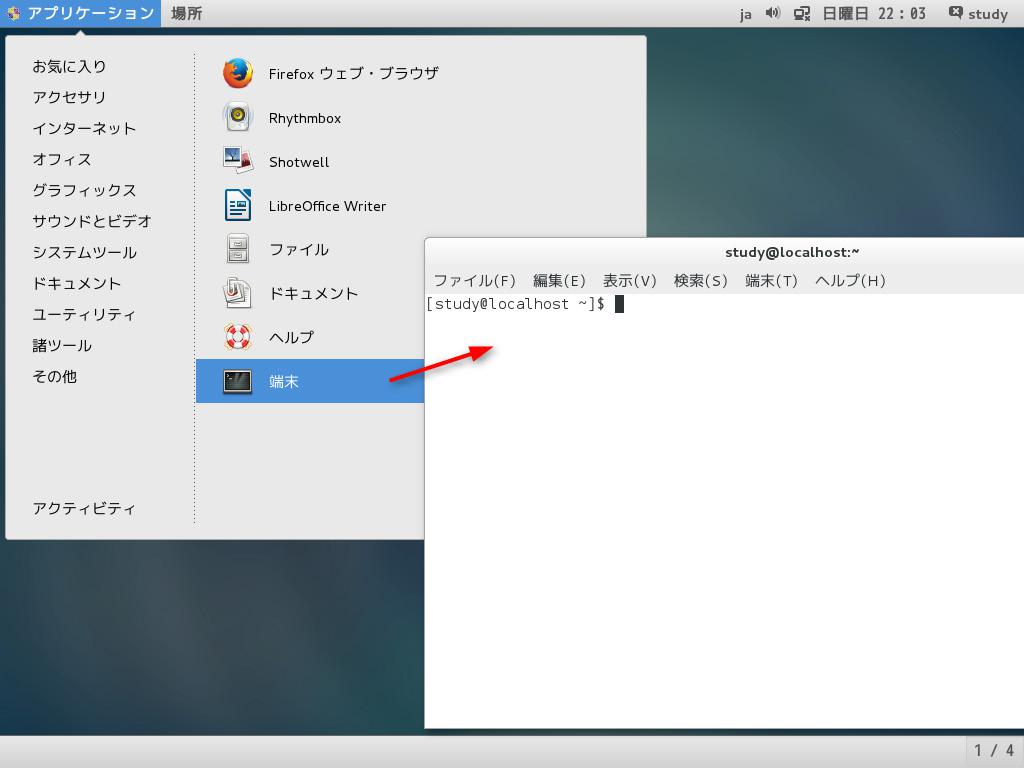 アプリケーション 場所 ja 日曜日 22：03 study
お気に入り
アクセサリ
インターネット
オフィス
グラフィックス
サウンドとビデオ
システムツール
ドキュメント
ユーティリティ
諸ツール
その他
アクティビティ
Firefox ウェブ・ブラウザ
Rhythmbox
Shotwell
LibreOffice Writer
ファイル
ドキュメント
ヘルプ
端末
study@localhost:~
ファイル(F) 編集(E) 表示(V) 検索(S) 端末(T) ヘルプ(H)
[study@localhost ~]$
1 / 4